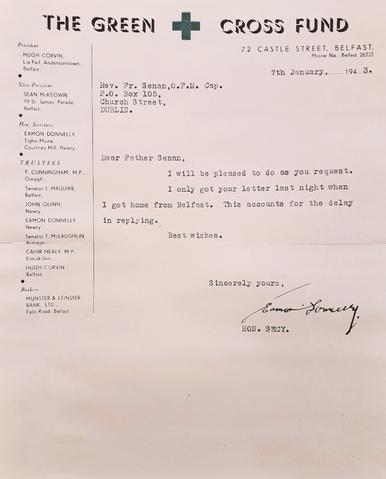 THE GREEN CROSS FUND
72 CASTLE STREET, BELFAST.
Phone No., Belfast 26322
President
HUGH CORVIN,
Lia Fail, Andersonstown,
Belfast
Vice-President
SEAN McKEOWN,
19 St. James' Parade,
Belfast.
Hon. Secretary
EAMON DONNELLY,
Tighe Muire,
Courtney Hill, Newry
TRUSTEES
P. CUNNINGHAM, M.P.,
Omagh.
Senator J. MAGUIRE,
Belfast.
JOHN QUINN,
Newry
EAMON DONNELLY,
Newry
Senator T. McLAUGHLIN,
Armagh.
CAHIR HEALY, M.P.,
Enniskillen.
HUGH CORVIN
Belfast
Bankers
MUNSTER & LEINSTER
BANK, LTD.,
Falls Road, Belfast
7th January. 1943.
Rev. Fr. Senan,O.F.M. Cap.
P.O. Box 105,
Church Street,
DUBLIN.
Dear Father Senan,
I will be pleased to do as you request.
I only got your letter last night when
I got home from Belfast. This accounts for the delay
in replying.
Best wishes.
Sincerely yours,
Eamon Donnelly
HON. SECY.